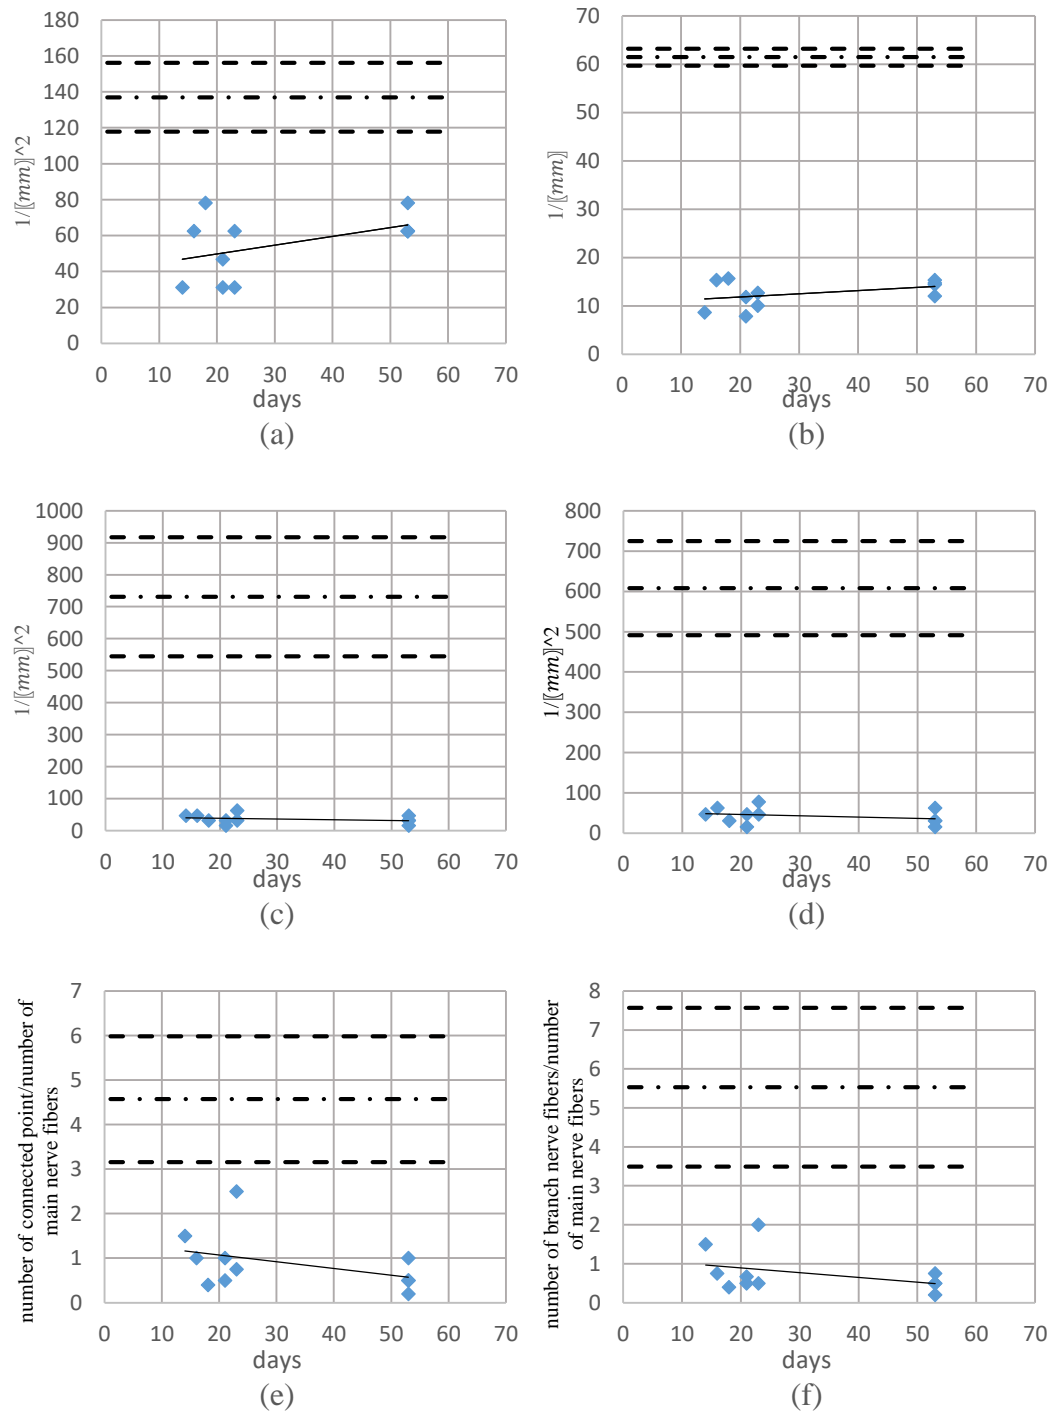 180
160
140
120
100
80
60
40
20
0
1/〖(mm)〗^2
0 10 20 30 40 50 60 70
days
(a)
70
60
50
40
30
20
10
0
1/〖(mm)〗
0 10 20 30 40 50 60 70
days
(b)
1000
900
800
700
600
500
400
300
200
100
0
1/〖(mm)〗^2
0 10 20 30 40 50 60 70
days
(c)
800
700
600
500
400
300
200
100
0
1/〖(mm)〗^2
0 10 20 30 40 50 60 70
days
(d)
7
6
5
4
3
2
1
0
number of connected point/number of
main nerve fibers
0 10 20 30 40 50 60 70
days
(e)
8
7
6
5
4
3
2
1
0
number of branch nerve fibers/number
of main nerve fibers
0 10 20 30 40 50 60 70
days
(f)